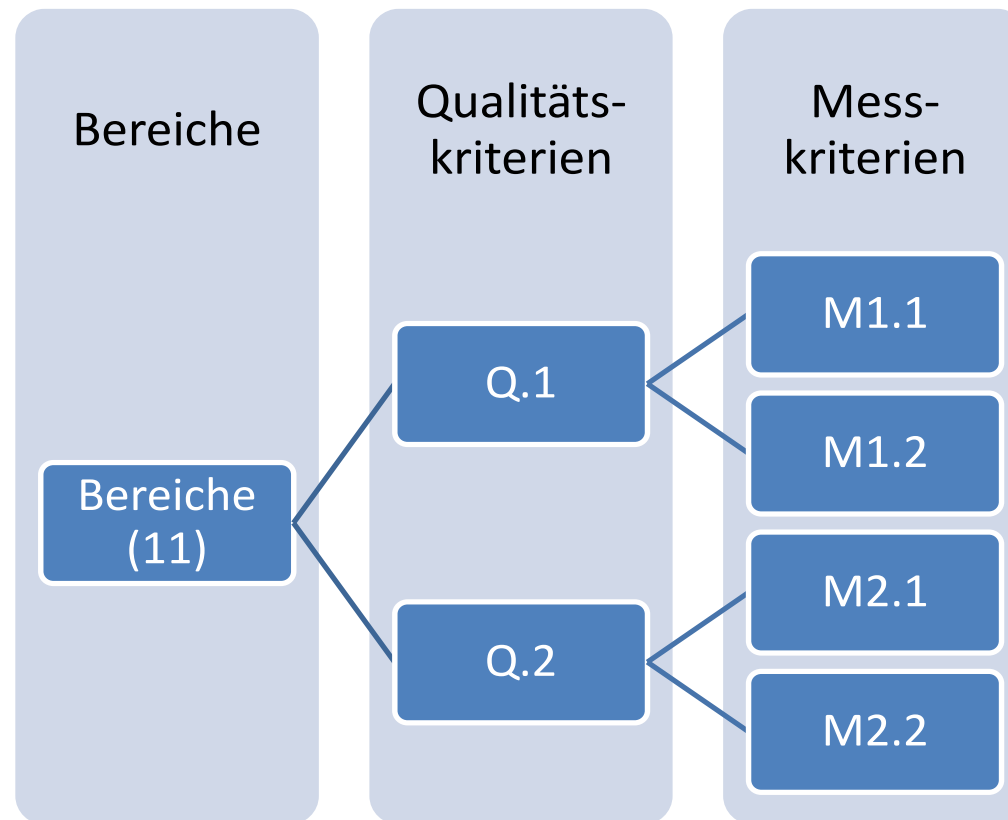 Bereiche
Qualitäts-
kriterien
Mess-
kriterien
Bereiche
(11)
Q.1
Q.2
M1.1
M1.2
M2.1
M2.2